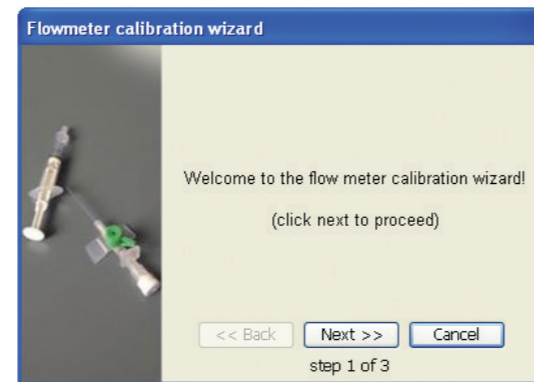 Flowmeter calibration wizard
Welcome to the flow meter calibration wizard!
(click next to proceed)
<< Back Next >> Cancel
step 1 of 3